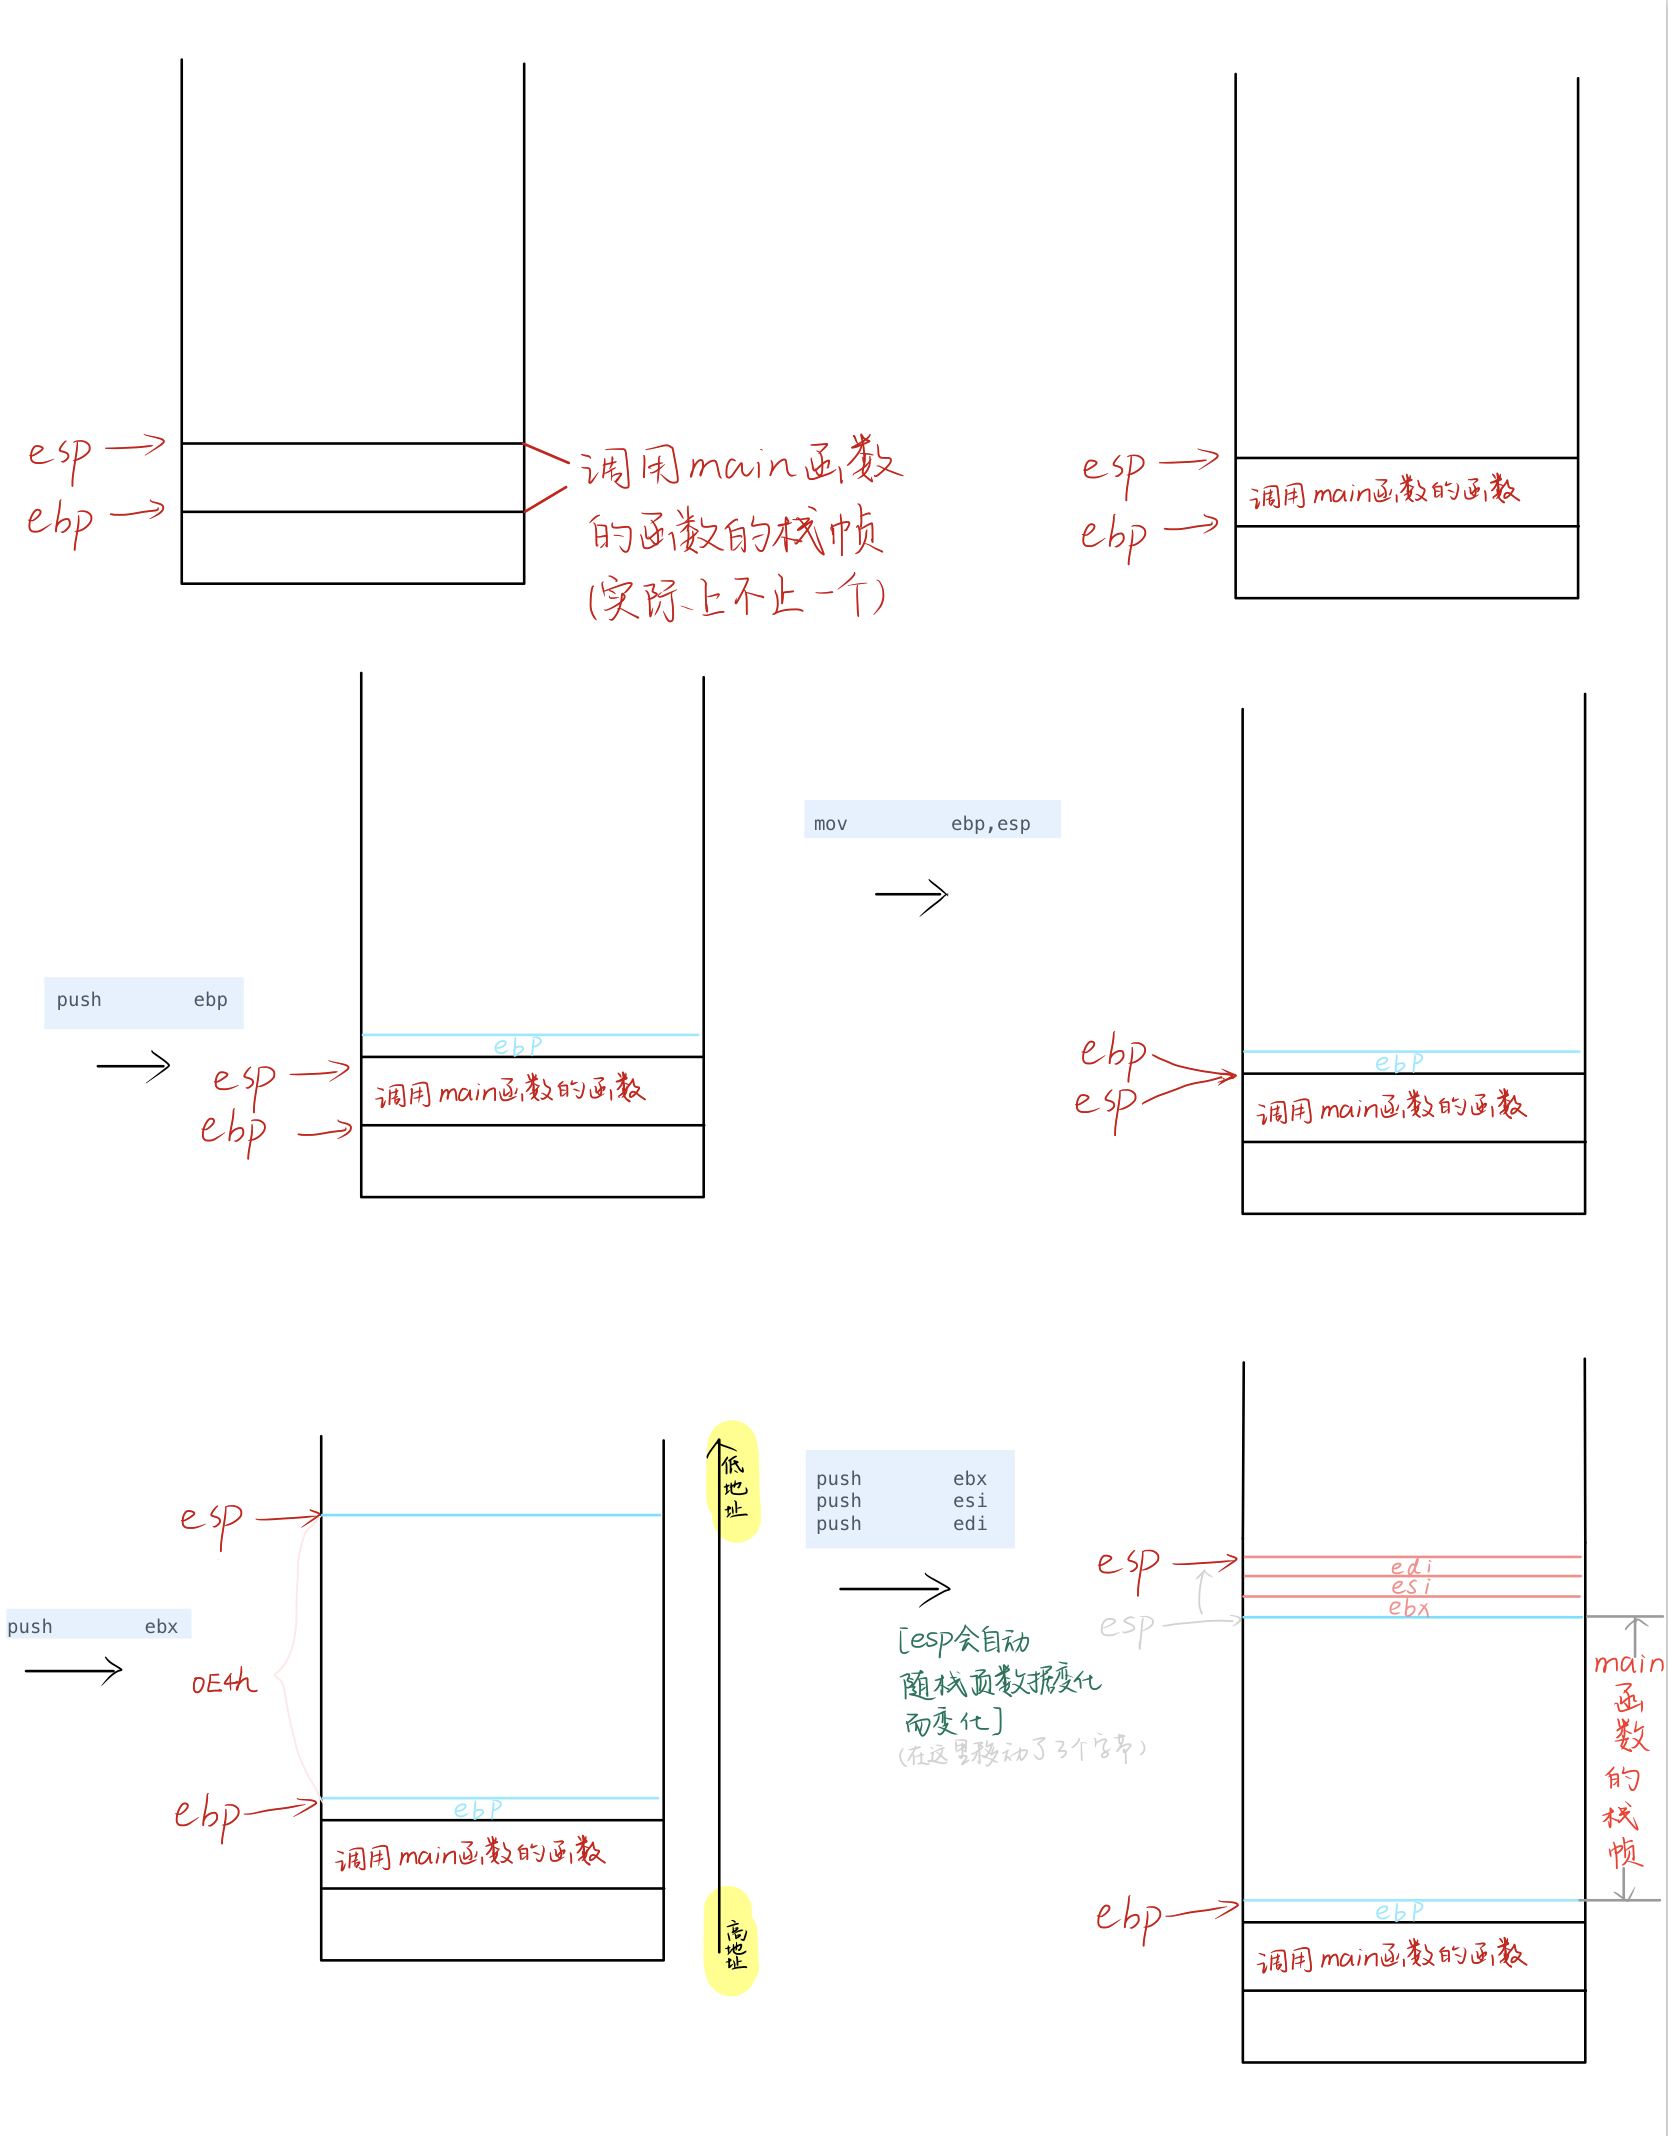 esp
ebp
调用main函数
的函数的栈帧
(实际上不止一个)
esp
ebp
调用main函数的函数
push ebp
esp
ebp
ebp
调用main函数的函数
mov ebp,esp
ebp
esp
ebp
调用main函数的函数
push ebx
esp
0E4h
ebp
ebp
调用main函数的函数
低地址
高地址
push ebx
push esi
push edi
[esp会自动
随栈顶数据变化
而变化]
(在这里移动了3个字节)
esp
esp
edi
esi
ebx
main函数的栈帧
ebp
ebp
调用main函数的函数